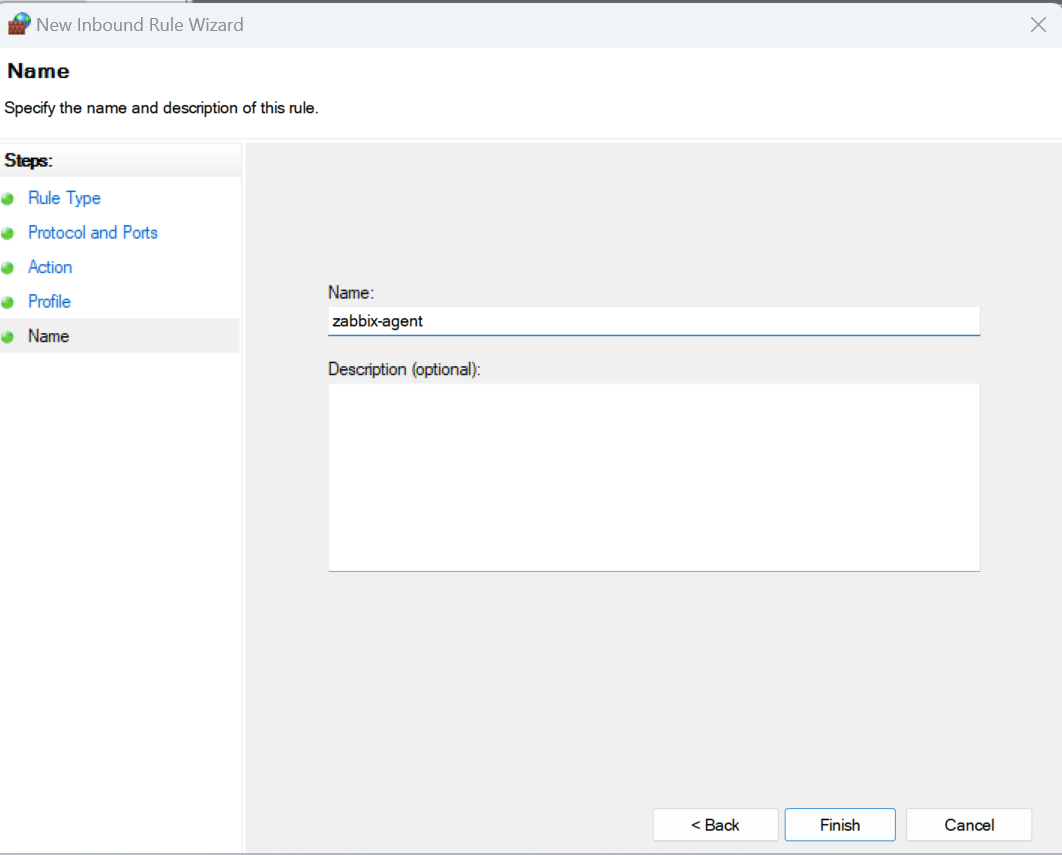 New Inbound Rule Wizard
Name
Specify the name and description of this rule.
Steps:
Rule Type
Protocol and Ports
Action
Profile
Name
Name:
zabbix-agent
Description (optional):
< Back
Finish
Cancel